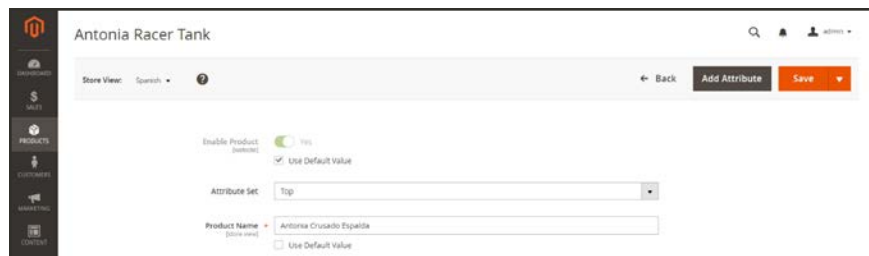 Antonia Racer Tank
admin
DASHBOARD
Store View: Spanish
?
Back
Add Attribute
Save
SALES
PRODUCTS
Enable Product
[website]
Yes
Use Default Value
CUSTOMERS
Attribute Set
Top
MARKETING
Product Name *
[store view]
Antonia Crusado Espalda
Use Default Value
CONTENT